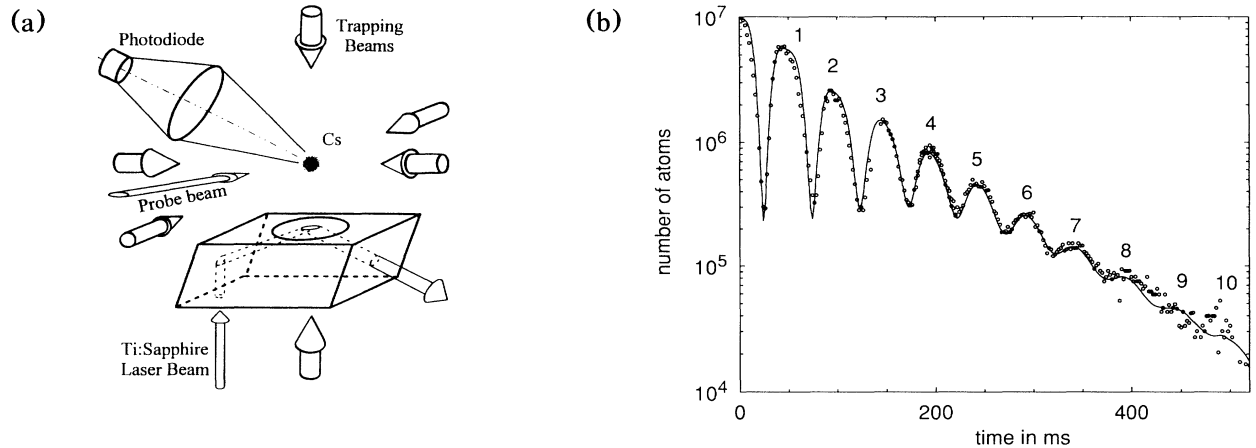 (a)
Photodiode
Trapping
Beams
Cs
Probe beam
Ti:Sapphire
Laser Beam
(b)
10⁷
10⁶
10⁵
10⁴
number of atoms
1
2
3
4
5
6
7
8
9
10
0
200
400
time in ms